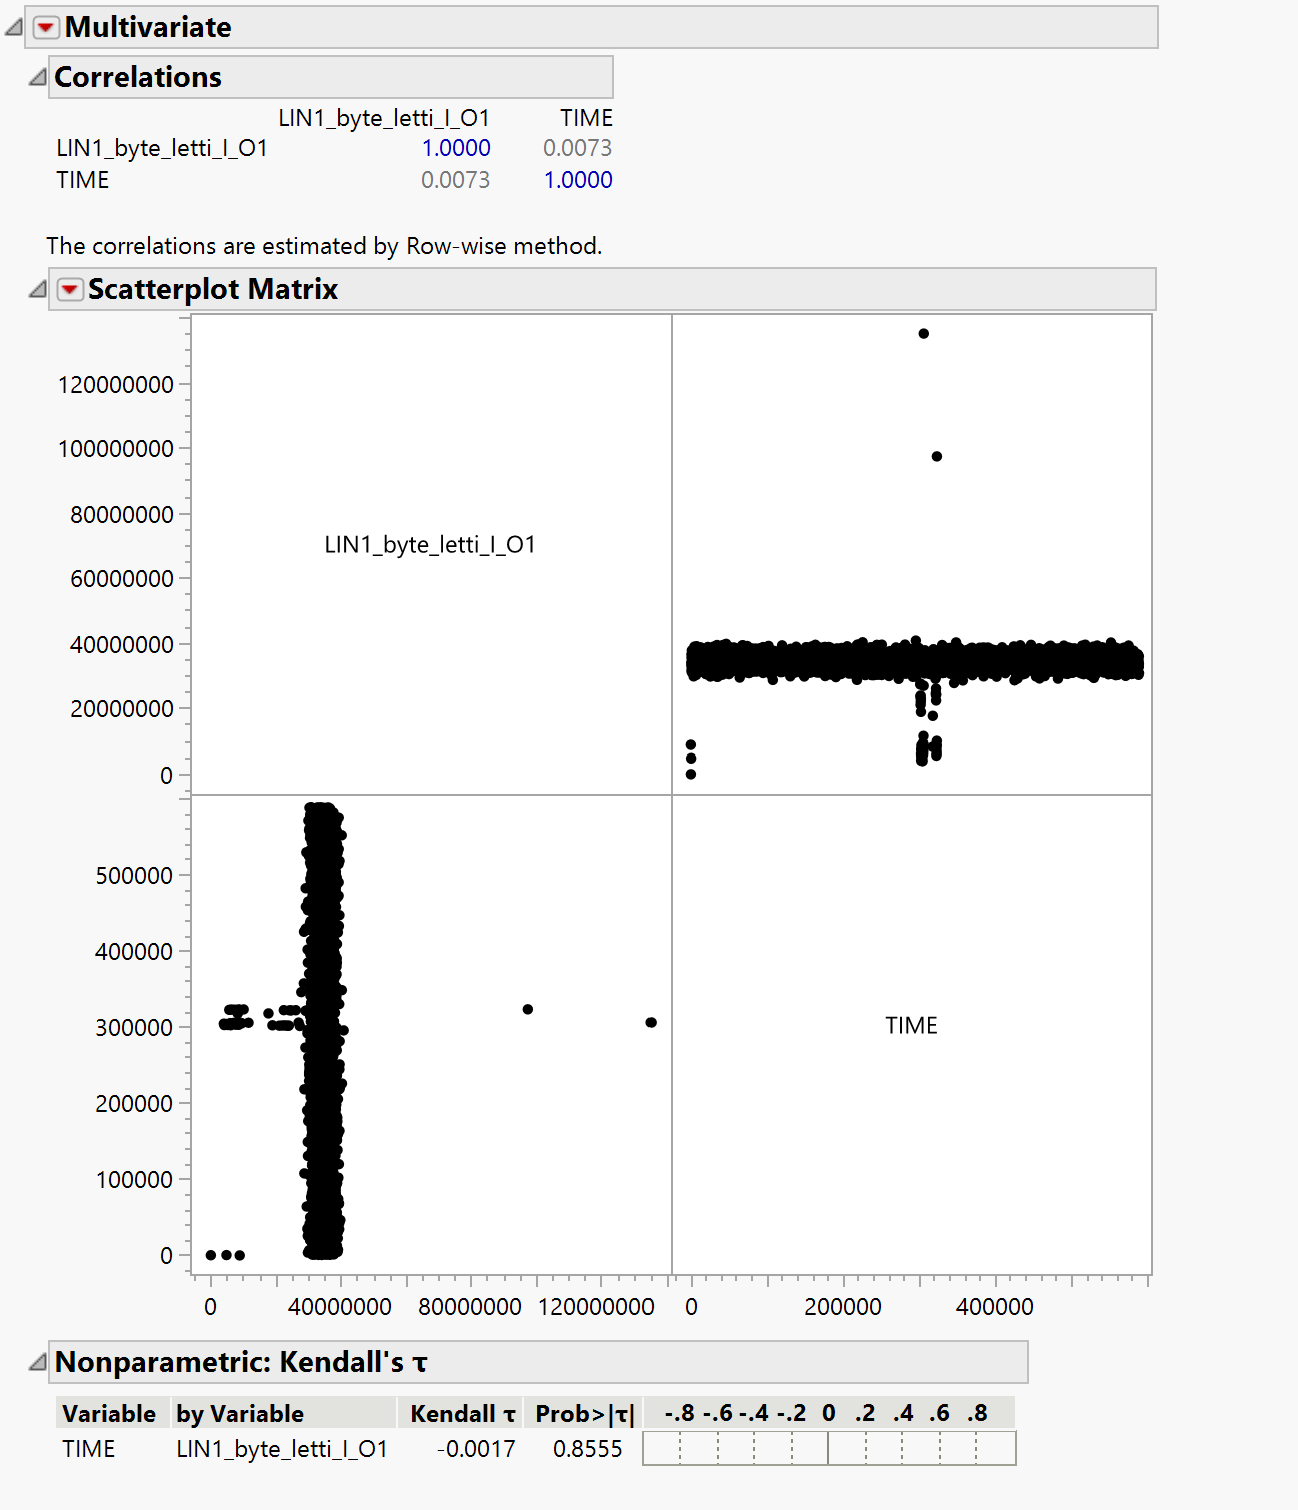 Multivariate
Correlations
LIN1_byte_letti_I_O1 TIME
LIN1_byte_letti_I_O1 1.0000 0.0073
TIME 0.0073 1.0000
The correlations are estimated by Row-wise method.
Scatterplot Matrix
120000000
100000000
80000000
60000000
40000000
20000000
0
LIN1_byte_letti_I_O1
500000
400000
300000
200000
100000
0
TIME
0 40000000 80000000 120000000 0 200000 400000
Nonparametric: Kendall's τ
Variable by Variable Kendall τ Prob>|τ| -.8 -.6 -.4 -.2 0 .2 .4 .6 .8
TIME LIN1_byte_letti_I_O1 -0.0017 0.8555